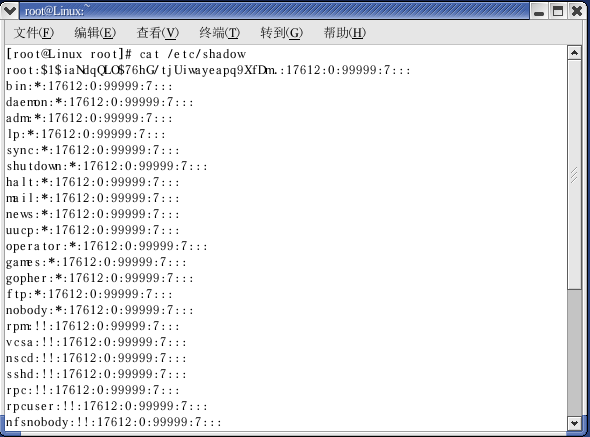 root@Linux:~
文件(F) 编辑(E) 查看(V) 终端(T) 转到(G) 帮助(H)
[root@Linux root]# cat /etc/shadow
root:$1$iaNdqQLO$76hG/tjUiwayeapq9XfDm.:17612:0:99999:7:::
bin:*:17612:0:99999:7:::
daemon:*:17612:0:99999:7:::
adm:*:17612:0:99999:7:::
lp:*:17612:0:99999:7:::
sync:*:17612:0:99999:7:::
shutdown:*:17612:0:99999:7:::
halt:*:17612:0:99999:7:::
mail:*:17612:0:99999:7:::
news:*:17612:0:99999:7:::
uucp:*:17612:0:99999:7:::
operator:*:17612:0:99999:7:::
games:*:17612:0:99999:7:::
gopher:*:17612:0:99999:7:::
ftp:*:17612:0:99999:7:::
nobody:*:17612:0:99999:7:::
rpm:!!:17612:0:99999:7:::
vcsa:!!:17612:0:99999:7:::
nscd:!!:17612:0:99999:7:::
sshd:!!:17612:0:99999:7:::
rpc:!!:17612:0:99999:7:::
rpcuser:!!:17612:0:99999:7:::
nfsnobody:!!:17612:0:99999:7:::